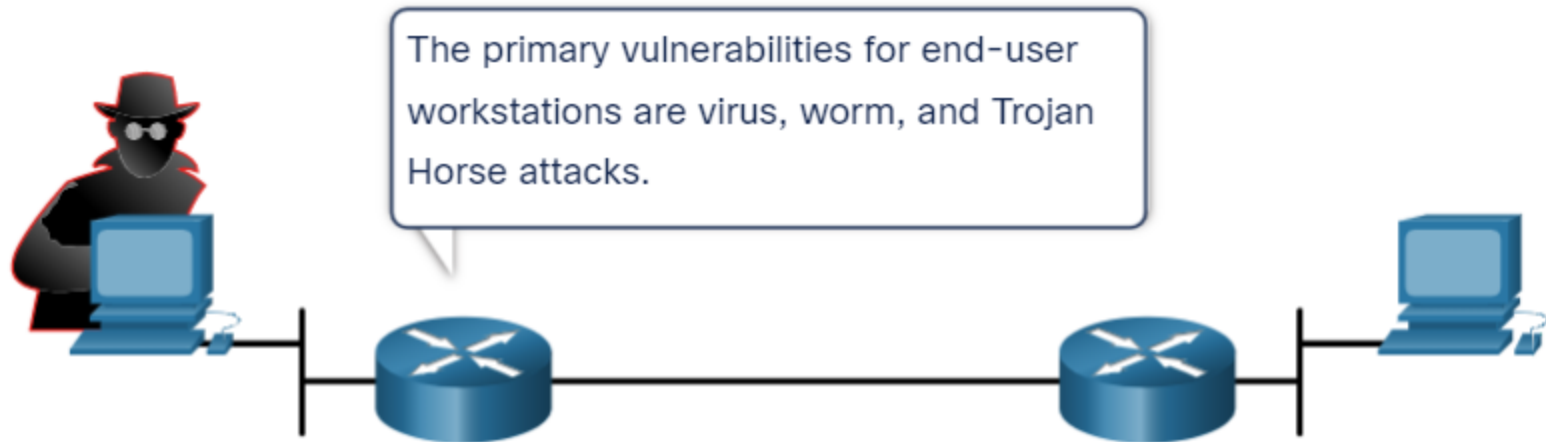 The primary vulnerabilities for end-user
workstations are virus, worm, and Trojan
Horse attacks.